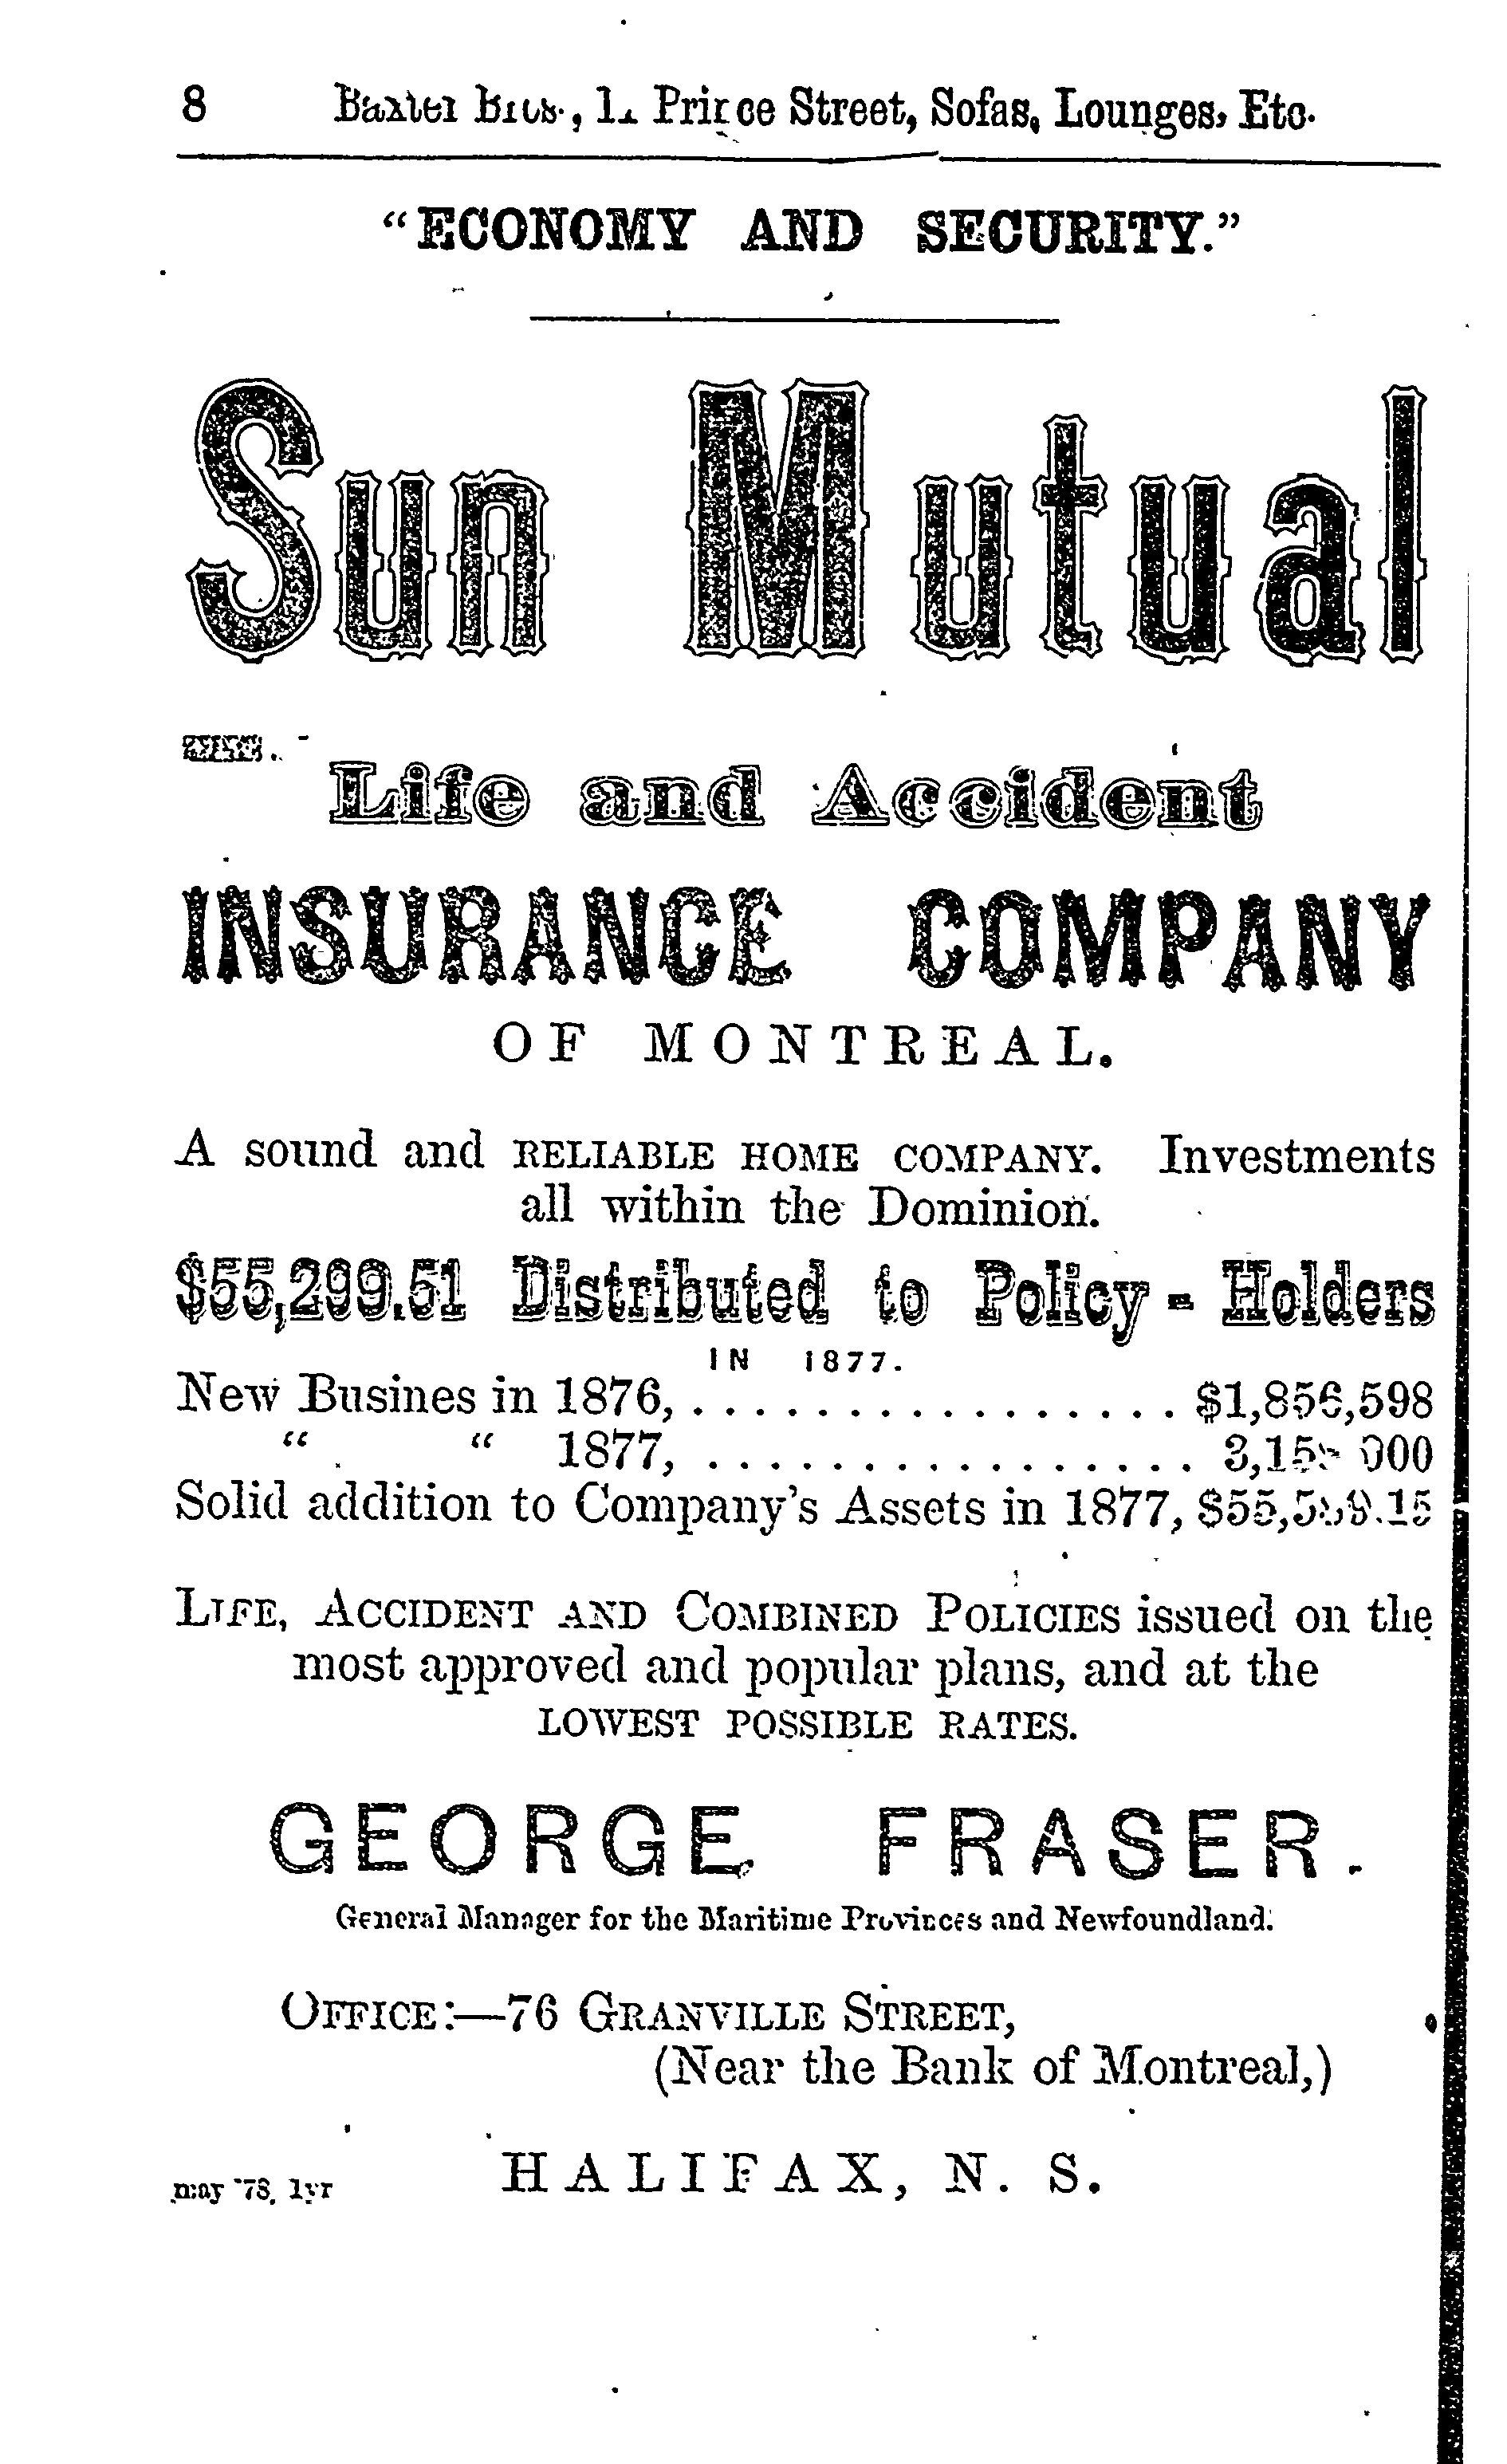 8 Baxter Bros., Prince Street, Sofas, Lounges, Etc.
"ECONOMY AND SECURITY."
Sun Mutual
Life and Accident
INSURANCE COMPANY
OF MONTREAL.
A sound and RELIABLE HOME COMPANY. Investments
all within the Dominion.
$55,299.51 Distributed to Policy-Holders
IN 1877.
New Busines in 1876, ................ $1,856,598
" " 1877, ...............
Solid addition to Company's Assets in 1877,
LIFE, ACCIDENT AND COMBINED POLICIES issued on the
most approved and popular plans, and at the
LOWEST POSSIBLE RATES.
GEORGE FRASER.
General Manager for the Maritime Provinces and Newfoundland.
OFFICE:—76 GRANVILLE STREET,
(Near the Bank of Montreal,)
HALIFAX, N. S.
may '78, 1yr